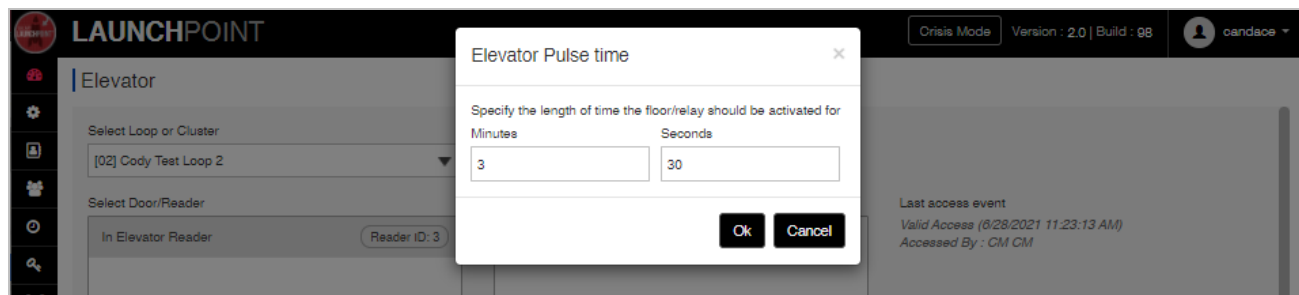 LAUNCHPOINT
Crisis Mode
Version : 2.0 | Build : 98
candace
Elevator
Elevator Pulse time
×
Specify the length of time the floor/relay should be activated for
Minutes
Seconds
3
30
Ok
Cancel
Select Loop or Cluster
[02] Cody Test Loop 2
Select Door/Reader
In Elevator Reader
Reader ID: 3
Last access event
Valid Access (6/28/2021 11:23:13 AM)
Accessed By : CM CM